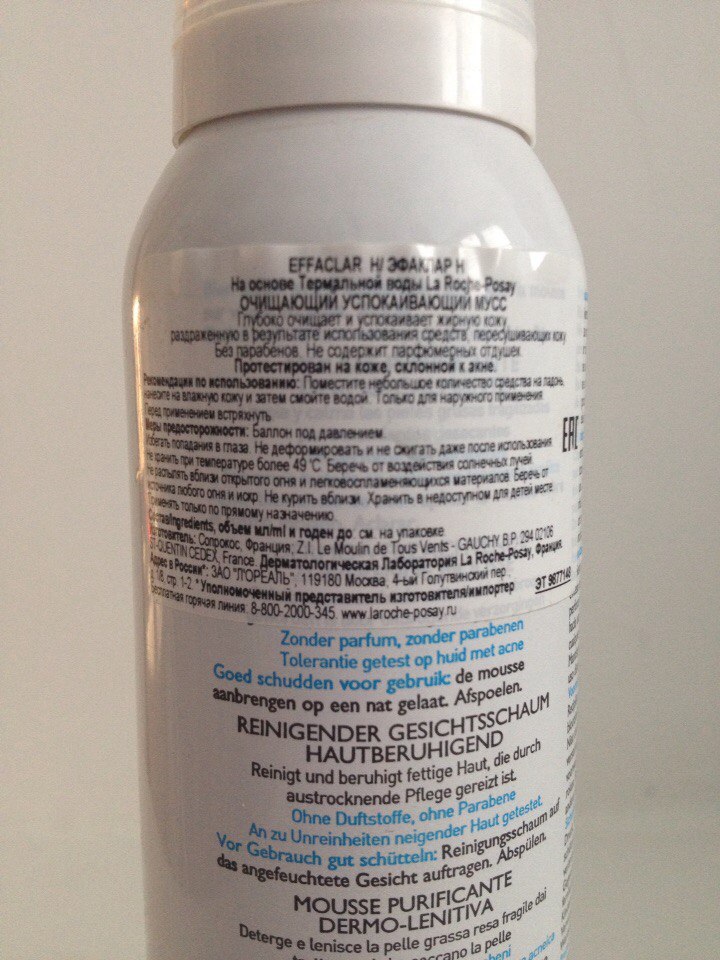 EFFACLAR H/ ЭФАКЛАР Н
На основе Термальной воды La Roche-Posay
ОЧИЩАЮЩИЙ УСПОКАИВАЮЩИЙ МУСС
Глубоко очищает и успокаивает жирную кожу,
раздраженную в результате использования средств, пересушивающих кожу
Без парабенов. Не содержит парфюмерных отдушек
Протестирован на коже, склонной к акне.
Рекомендации по использованию: Поместите небольшое количество средства на ладонь,
нанесите на влажную кожу и затем смойте водой. Только для наружного применения.
Перед применением встряхнуть.
Меры предосторожности: Баллон под давлением.
Избегать попадания в глаза. Не деформировать и не сжигать даже после использования.
Не хранить при температуре более 49 °C. Беречь от воздействия солнечных лучей.
Не распылять вблизи открытого огня и легковоспламеняющихся материалов. Беречь от
источника любого огня и искр. Не курить вблизи. Хранить в недоступном для детей месте.
Применять только по прямому назначению.
EAC
Состав/Ingredients, объем мл/ml и годен до: см. на упаковке
Изготовитель: Сопрокос, Франция, Z.I. Le Moulin de Tous Vents - GAUCHY B.P. 294 02106
ST-QUENTIN CEDEX, France. Дерматологическая Лаборатория La Roche-Posay, Франция.
Адрес в России*: ЗАО "Л'ОРЕАЛЬ", 119180 Москва, 4-ый Голутвинский пер.,
д. 1/8, стр. 1-2. * Уполномоченный представитель изготовителя/импортер
Бесплатная горячая линия: 8-800-2000-345. www.laroche-posay.ru
ЭТ 9877148
Zonder parfum, zonder parabenen
Tolerantie getest op huid met acne
Goed schudden voor gebruik: de mousse
aanbrengen op een nat gelaat. Afspoelen.
REINIGENDER GESICHTSSCHAUM
HAUTBERUHIGEND
Reinigt und beruhigt fettige Haut, die durch
austrocknende Pflege gereizt ist.
Ohne Duftstoffe, ohne Parabene
An zu Unreinheiten neigender Haut getestet.
Vor Gebrauch gut schütteln: Reinigungsschaum auf
das angefeuchtete Gesicht auftragen. Abspülen.
MOUSSE PURIFICANTE
DERMO-LENITIVA
Deterge e lenisce la pelle grassa resa fragile dai
seccano la pelle
acneica